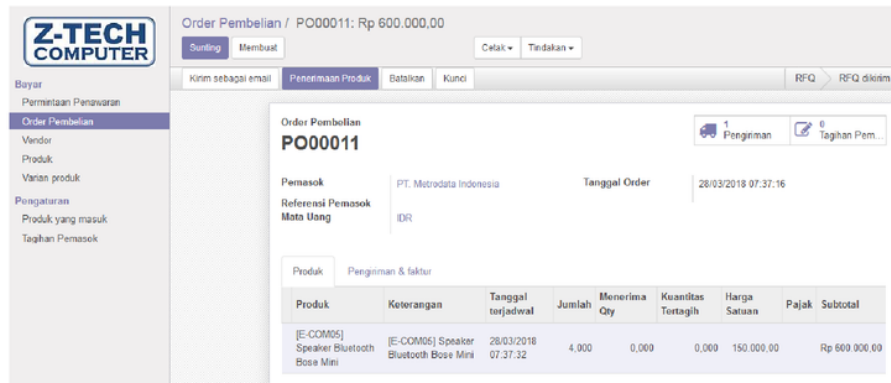 Z-TECH
COMPUTER
Order Pembelian / PO00011: Rp 600.000,00
Sunting Membuat Cetak Tindakan
Kirim sebagai email Penerimaan Produk Batalkan Kunci RFQ RFQ dikirim
Bayar
Permintaan Penawaran
Order Pembelian
Vendor
Produk
Varian produk
Pengaturan
Produk yang masuk
Tagihan Pemasok
Order Pembelian
PO00011
1 Pengiriman
0 Tagihan Pem...
Pemasok PT. Metrodata Indonesia Tanggal Order 28/03/2018 07:37:16
Referensi Pemasok
Mata Uang IDR
Produk Pengiriman & faktur
Produk Keterangan Tanggal terjadwal Jumlah Menerima Qty Kuantitas Tertagih Harga Satuan Pajak Subtotal
[E-COM05] Speaker Bluetooth Bose Mini [E-COM05] Speaker Bluetooth Bose Mini 28/03/2018 07:37:32 4,000 0,000 0,000 150.000,00 Rp 600.000,00